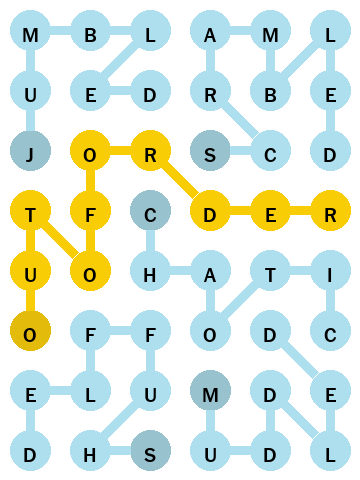 M B L A M L
U E D R B E
J O R S C D
T F C D E R
U O H A T I
O F F O D C
E L U M D E
D H S U D L